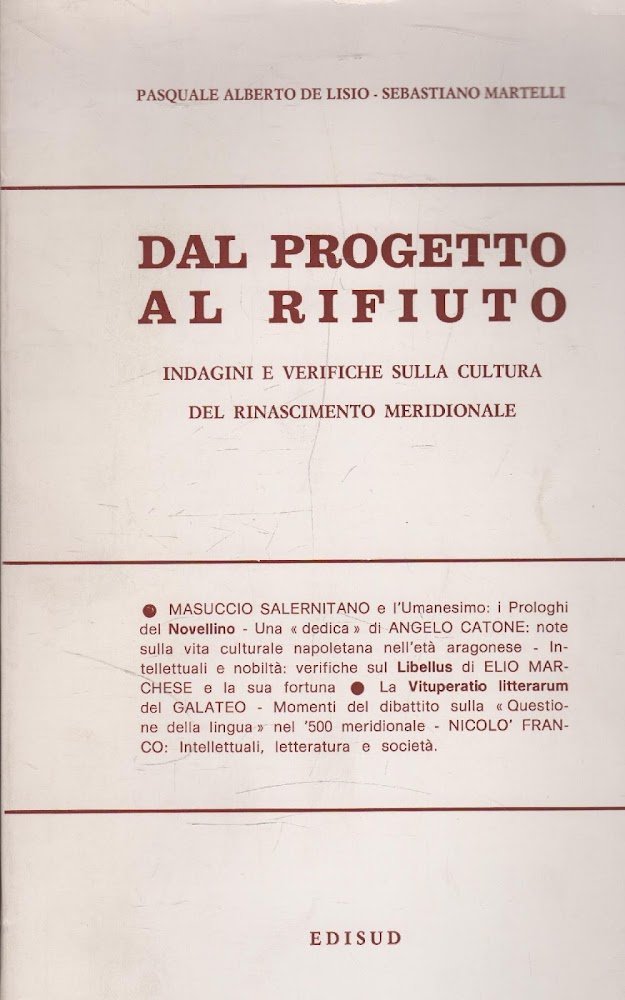 PASQUALE ALBERTO DE LISIO - SEBASTIANO MARTELLI
DAL PROGETTO
AL RIFIUTO
INDAGINI E VERIFICHE SULLA CULTURA
DEL RINASCIMENTO MERIDIONALE
● MASUCCIO SALERNITANO e l'Umanesimo: i Prologhi
del Novellino - Una « dedica » di ANGELO CATONE: note
sulla vita culturale napoletana nell'età aragonese - In-
tellettuali e nobiltà: verifiche sul Libellus di ELIO MAR-
CHESE e la sua fortuna ● La Vituperatio litterarum
del GALATEO - Momenti del dibattito sulla « Questio-
ne della lingua » nel '500 meridionale - NICOLO' FRAN-
CO: Intellettuali, letteratura e società.
EDISUD